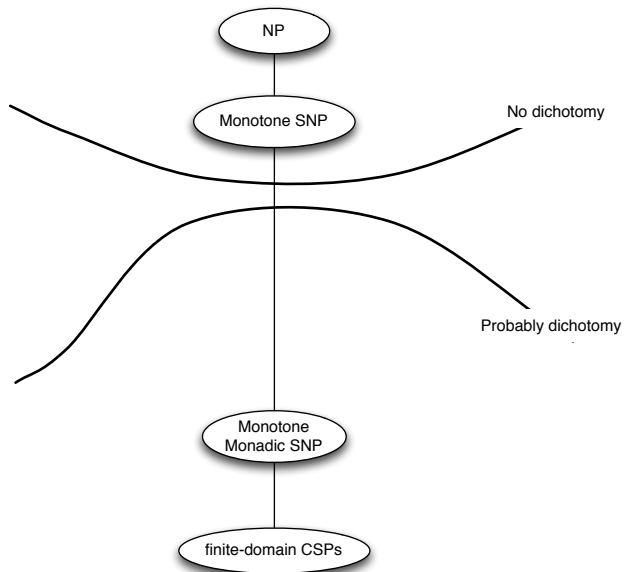 NP
Monotone SNP
No dichotomy
Probably dichotomy
Monotone
Monadic SNP
finite-domain CSPs